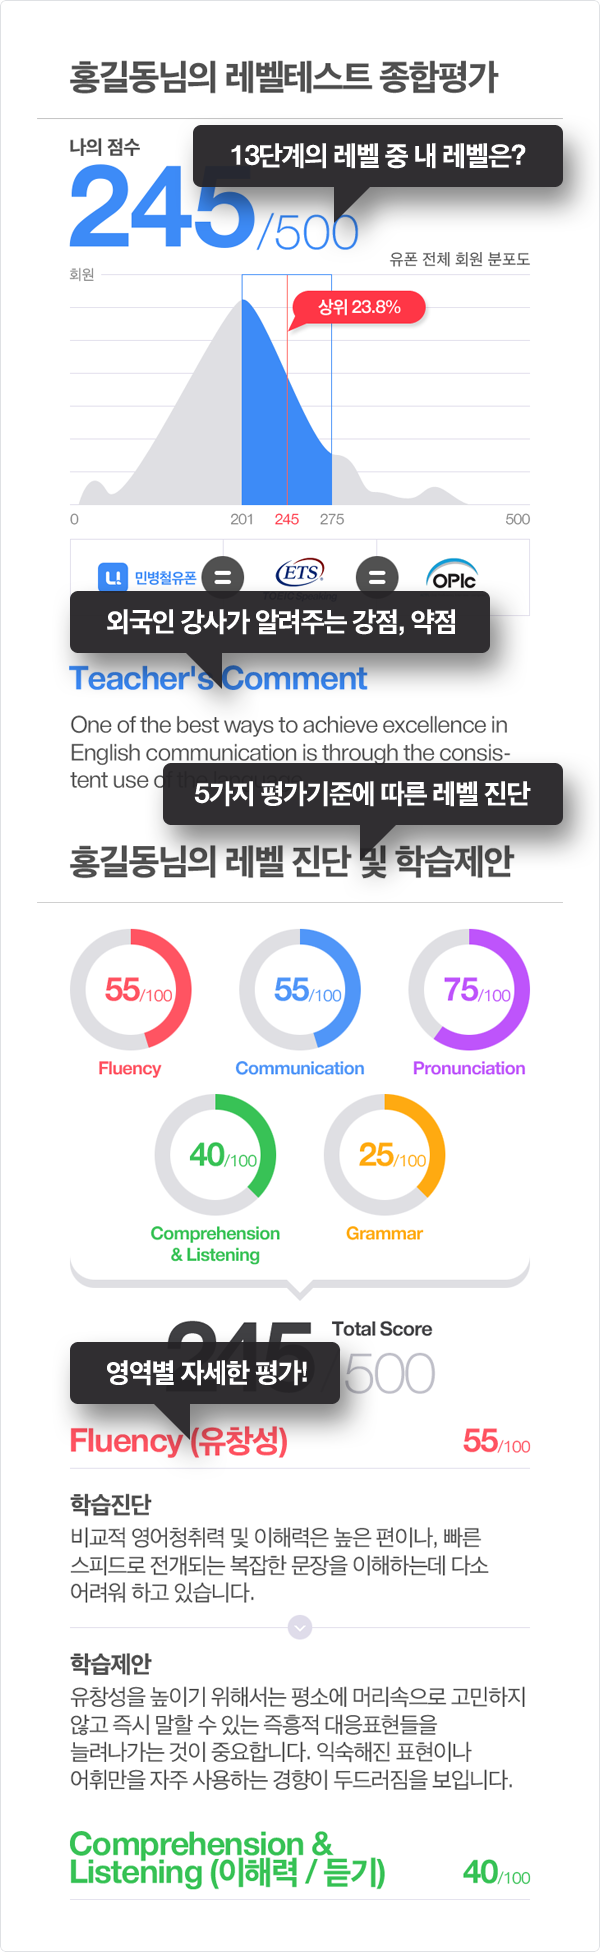 홍길동님의 레벨테스트 종합평가
나의 점수
13단계의 레벨 중 내 레벨은?
245/500
유폰 전체 회원 분포도
회원
상위 23.8%
0 201 245 275 500
U! 민병철유폰 = ETS = OPIc
TOEIC Speaking
외국인 강사가 알려주는 강점, 약점
Teacher's Comment
One of the best ways to achieve excellence in
English communication is through the consis-
tent use of the language
5가지 평가기준에 따른 레벨 진단
홍길동님의 레벨 진단 및 학습제안
55/100 55/100 75/100
Fluency Communication Pronunciation
40/100 25/100
Comprehension Grammar
& Listening
245 Total Score
/500
영역별 자세한 평가!
Fluency (유창성) 55/100
학습진단
비교적 영어청취력 및 이해력은 높은 편이나, 빠른
스피드로 전개되는 복잡한 문장을 이해하는데 다소
어려워 하고 있습니다.
학습제안
유창성을 높이기 위해서는 평소에 머리속으로 고민하지
않고 즉시 말할 수 있는 즉흥적 대응표현들을
늘려나가는 것이 중요합니다. 익숙해진 표현이나
어휘만을 자주 사용하는 경향이 두드러짐을 보입니다.
Comprehension &
Listening (이해력 / 듣기) 40/100